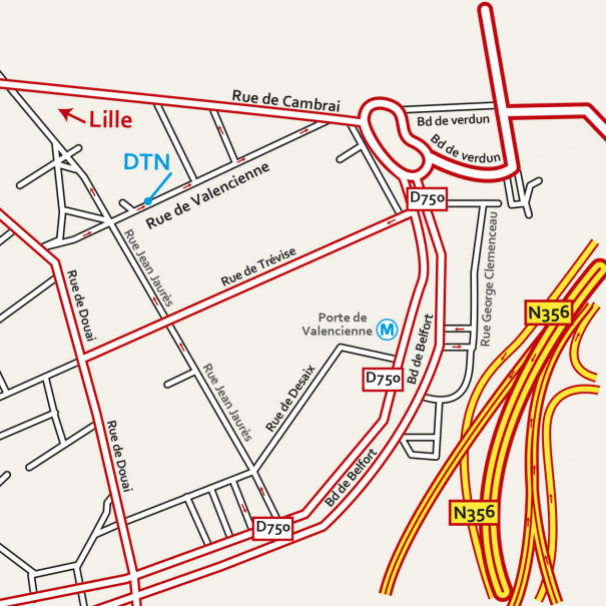 Rue de Cambrai
Bd de verdun
Lille
Bd de verdun
DTN
Rue de Valencienne
D750
Rue Jean Jaurès
Rue de Trévise
Rue George Clemenceau
Rue de Douai
N356
Porte de
Valencienne
M
Bd de Belfort
D750
Rue Jean Jaurès
Rue de Desaix
Rue de Douai
Bd de Belfort
N356
D750